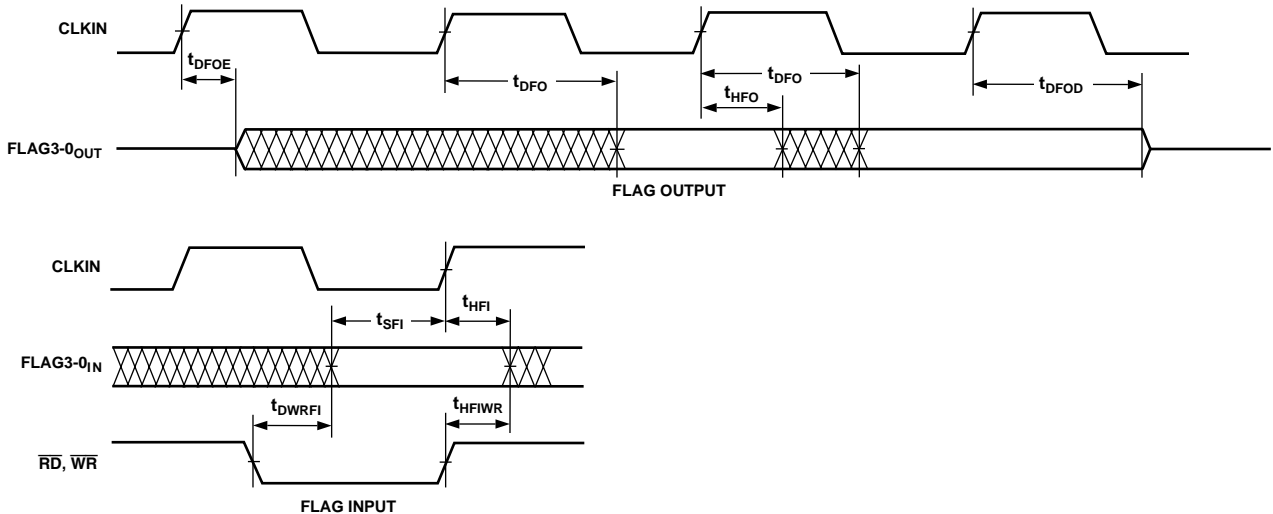 CLKIN
tDFOE
tDFO
tDFO
tHFO
tDFOD
FLAG3-0OUT
FLAG OUTPUT
CLKIN
tHFI
tSFI
FLAG3-0IN
tDWRFI
tHFIWR
RD, WR
FLAG INPUT